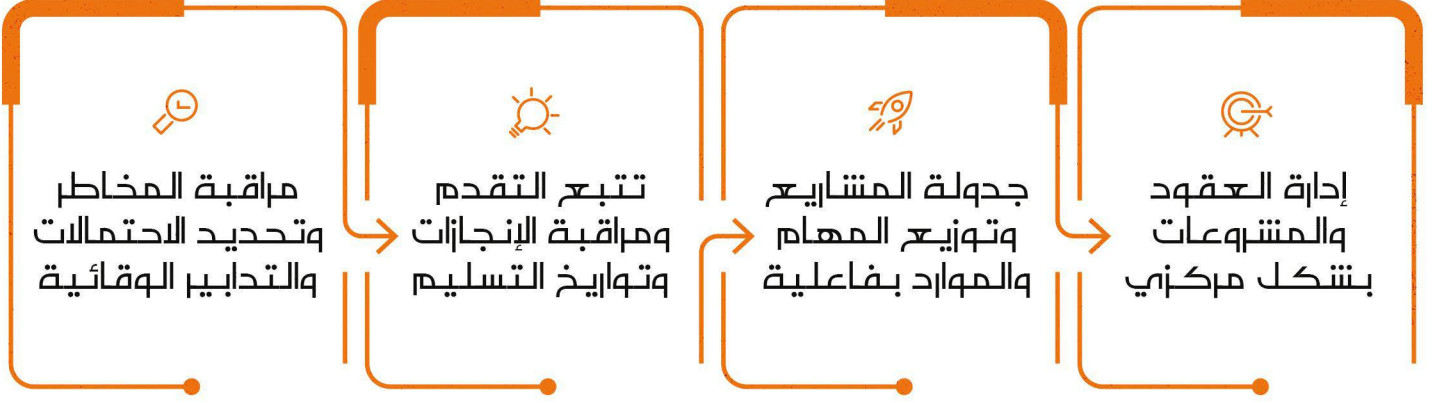 إدارة العقود
والمشروعات
بشكل مركزي
جدولة المشاريع
وتوزيع المهام
والموارد بفاعلية
تتبع التقدم
ومراقبة الإنجازات
وتواريخ التسليم
مراقبة المخاطر
وتحديد الاحتمالات
والتدابير الوقائية